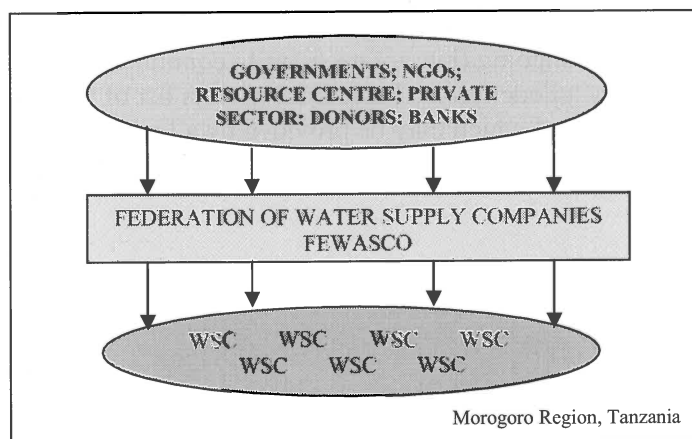 GOVERNMENTS; NGOs;
RESOURCE CENTRE; PRIVATE
SECTOR; DONORS; BANKS
FEDERATION OF WATER SUPPLY COMPANIES
FEWASCO
WSC WSC WSC WSC
WSC WSC WSC
Morogoro Region, Tanzania